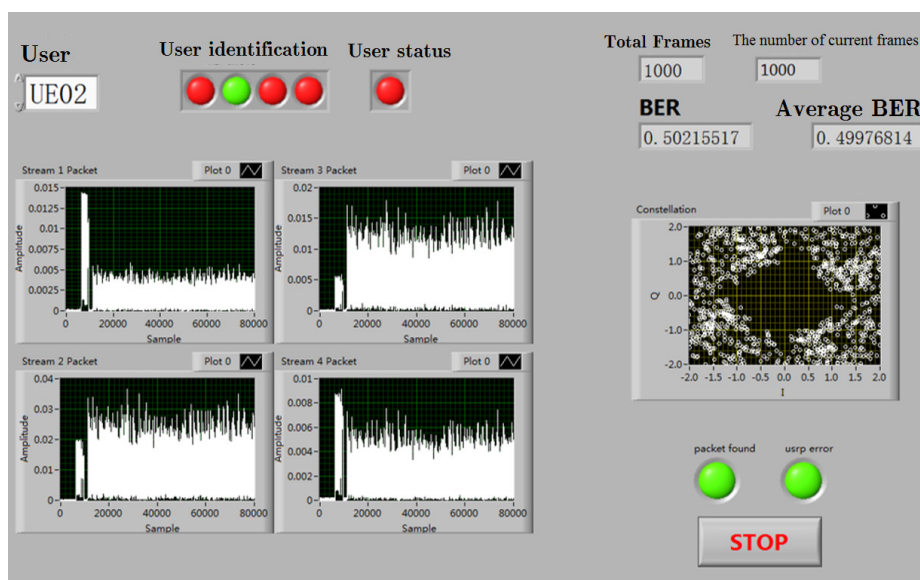 User
User identification
User status
Total Frames
The number of current frames
UE02
1000
1000
BER
Average BER
0. 50215517
0. 49976814
Stream 1 Packet
Plot 0
Amplitude
0.015
0.0125
0.01
0.0075
0.005
0.0025
0
0 20000 40000 60000 80000
Sample
Stream 3 Packet
Plot 0
Amplitude
0.02
0.015
0.01
0.005
0
0 20000 40000 60000 80000
Sample
Constellation
Plot 0
Q
2.0
1.0
0.0
-1.0
-2.0
-2.0 -1.5 -1.0 -0.5 0.0 0.5 1.0 1.5 2.0
I
Stream 2 Packet
Plot 0
Amplitude
0.04
0.03
0.02
0.01
0
0 20000 40000 60000 80000
Sample
Stream 4 Packet
Plot 0
Amplitude
0.01
0.008
0.006
0.004
0.002
0
0 20000 40000 60000 80000
Sample
packet found
usrp error
STOP